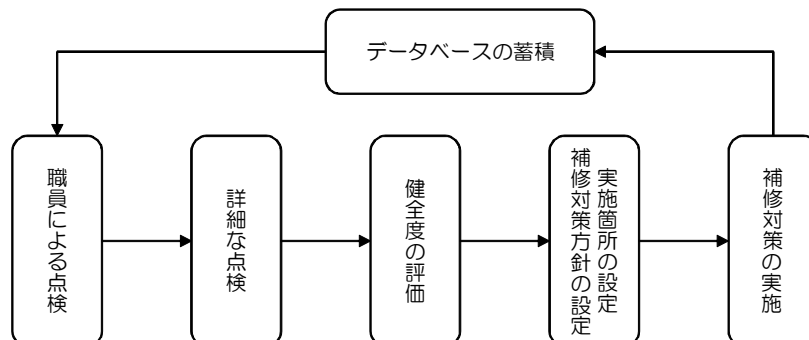 データベースの蓄積
職員による点検
詳細な点検
健全度の評価
実施箇所の設定
補修対策方針の設定
補修対策の実施